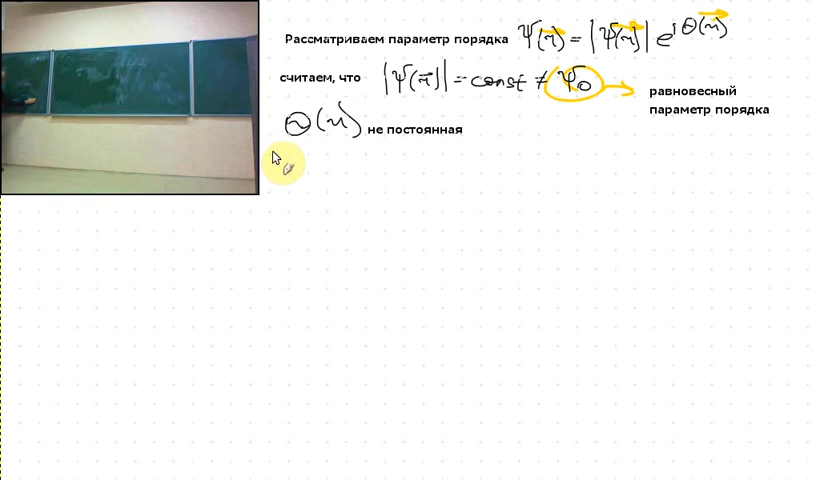 Рассматриваем параметр порядка Ψ(r⃗) = |Ψ(r⃗)| e^{iΘ(r⃗)}
считаем, что |Ψ(r⃗)| = const ≠ Ψ₀
равновесный
параметр порядка
Θ(r) не постоянная